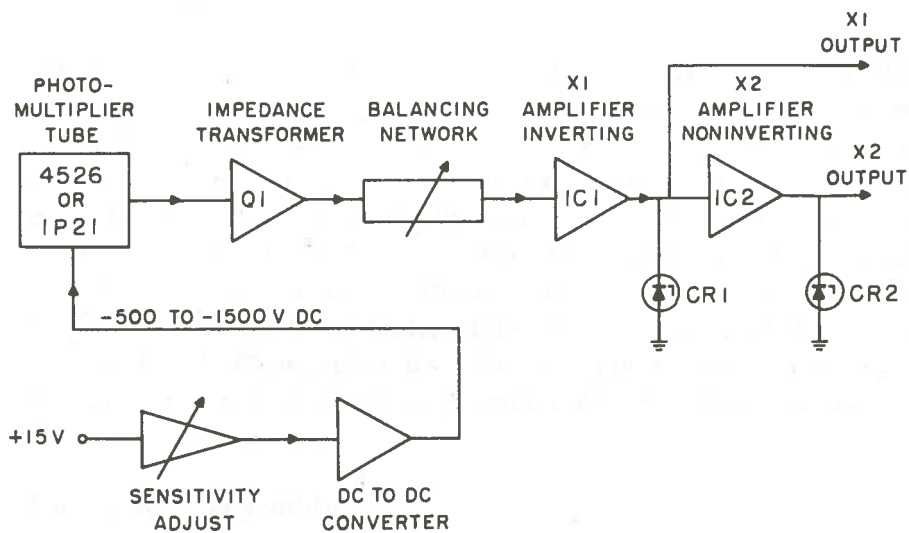 X1
OUTPUT
PHOTO-
MULTIPLIER
TUBE
IMPEDANCE
TRANSFORMER
BALANCING
NETWORK
X1
AMPLIFIER
INVERTING
X2
AMPLIFIER
NONINVERTING
X2
OUTPUT
4526
OR
1P21
Q1
IC1
IC2
CR1
CR2
-500 TO -1500 V DC
+15V
SENSITIVITY
ADJUST
DC TO DC
CONVERTER